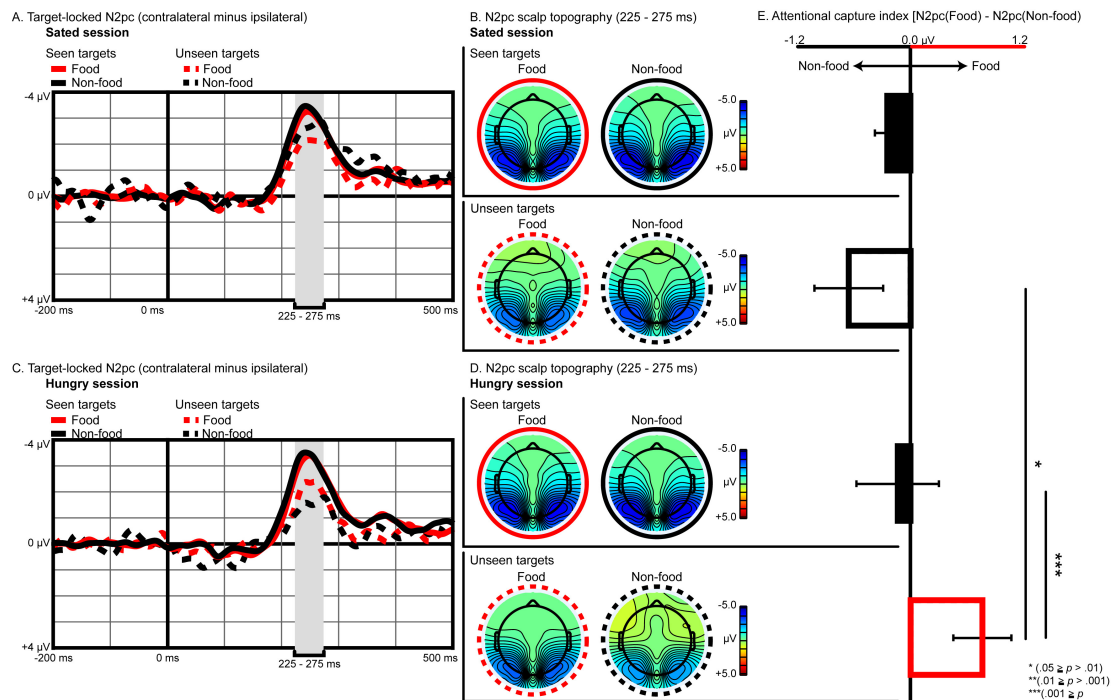 A. Target-locked N2pc (contralateral minus ipsilateral)
Sated session
Seen targets
Food
Non-food
Unseen targets
Food
Non-food
-4 µV
0 µV
+4 µV
-200 ms
0 ms
225 - 275 ms
500 ms
B. N2pc scalp topography (225 - 275 ms)
Sated session
Seen targets
Food
Non-food
-5.0
µV
+5.0
Unseen targets
Food
Non-food
-5.0
µV
+5.0
C. Target-locked N2pc (contralateral minus ipsilateral)
Hungry session
Seen targets
Food
Non-food
Unseen targets
Food
Non-food
-4 µV
0 µV
+4 µV
-200 ms
0 ms
225 - 275 ms
500 ms
D. N2pc scalp topography (225 - 275 ms)
Hungry session
Seen targets
Food
Non-food
-5.0
µV
+5.0
Unseen targets
Food
Non-food
-5.0
µV
+5.0
E. Attentional capture index [N2pc(Food) - N2pc(Non-food)
-1.2
0.0 µV
1.2
Non-food
Food
*
***
* (.05 ≧ p > .01)
**(.01 ≧ p > .001)
***(.001 ≧ p